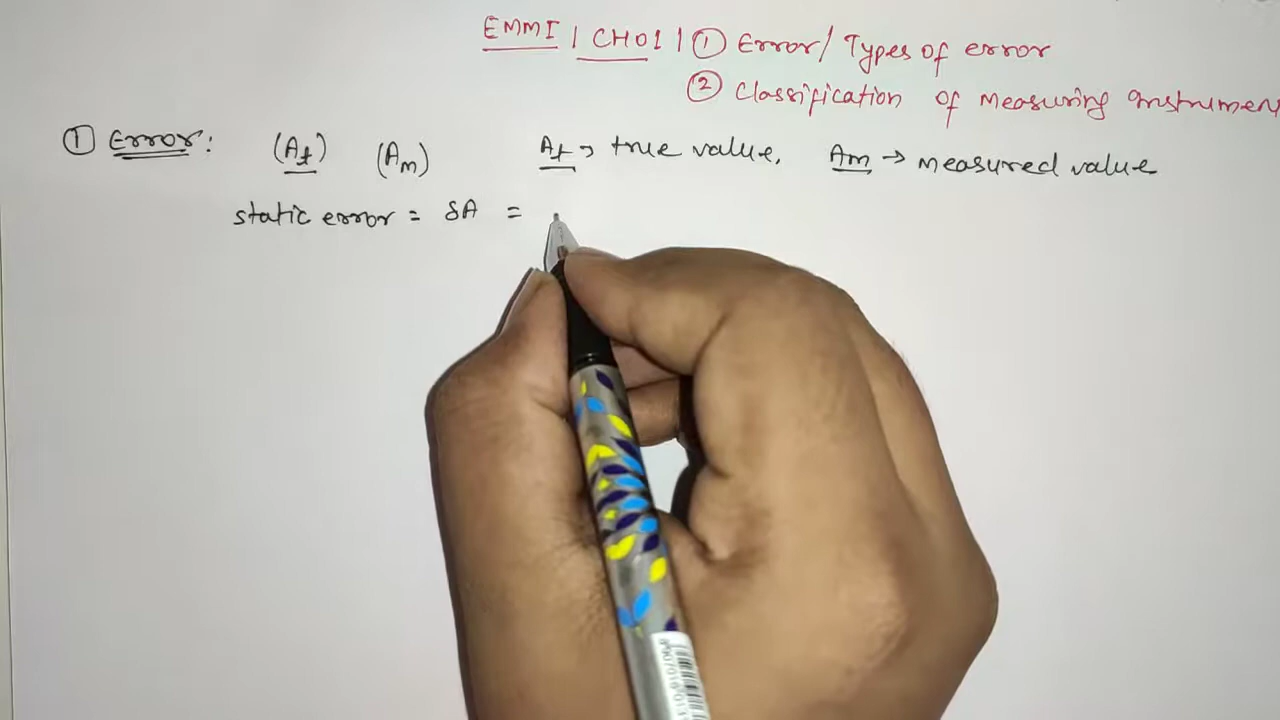 EMMI | CH01 | ① Error/ Types of error
② Classification of Measuring Instrumen
① Error: (At) (Am) At → true value, Am → measured value
static error = δA =